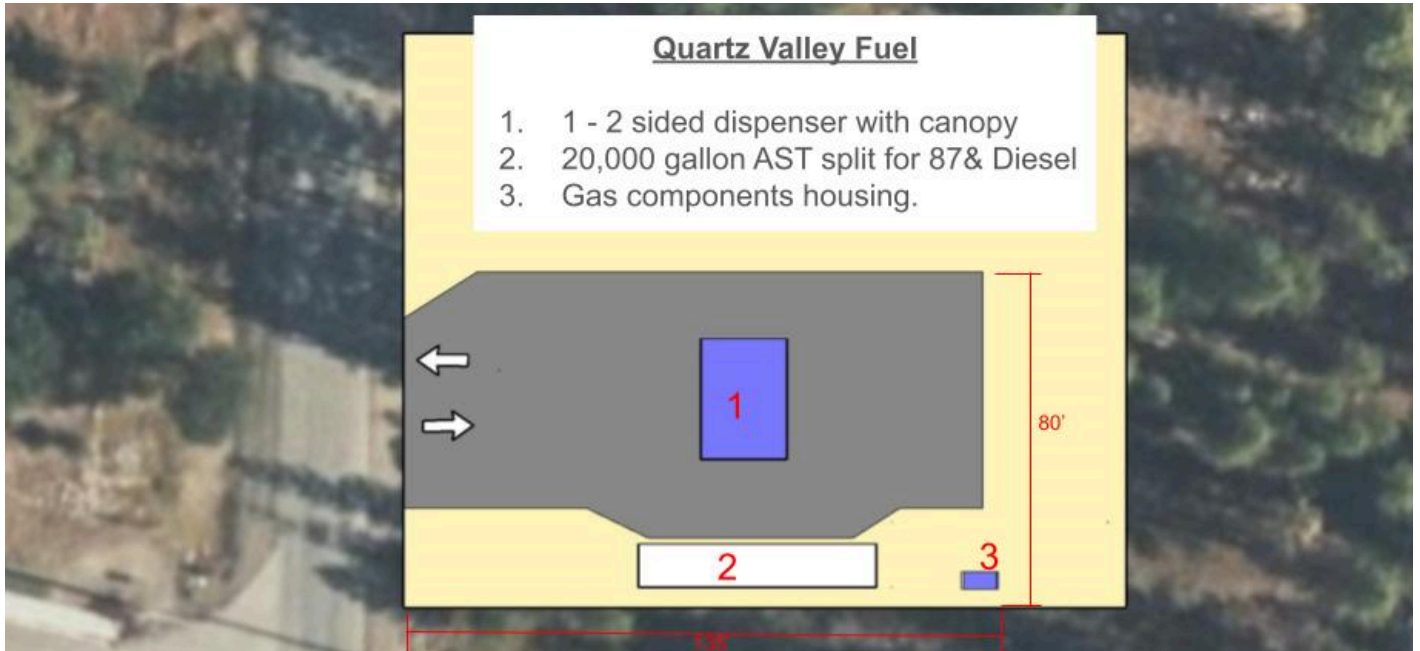 Quartz Valley Fuel
1. 1 - 2 sided dispenser with canopy
2. 20,000 gallon AST split for 87& Diesel
3. Gas components housing.
1
80’
2
3